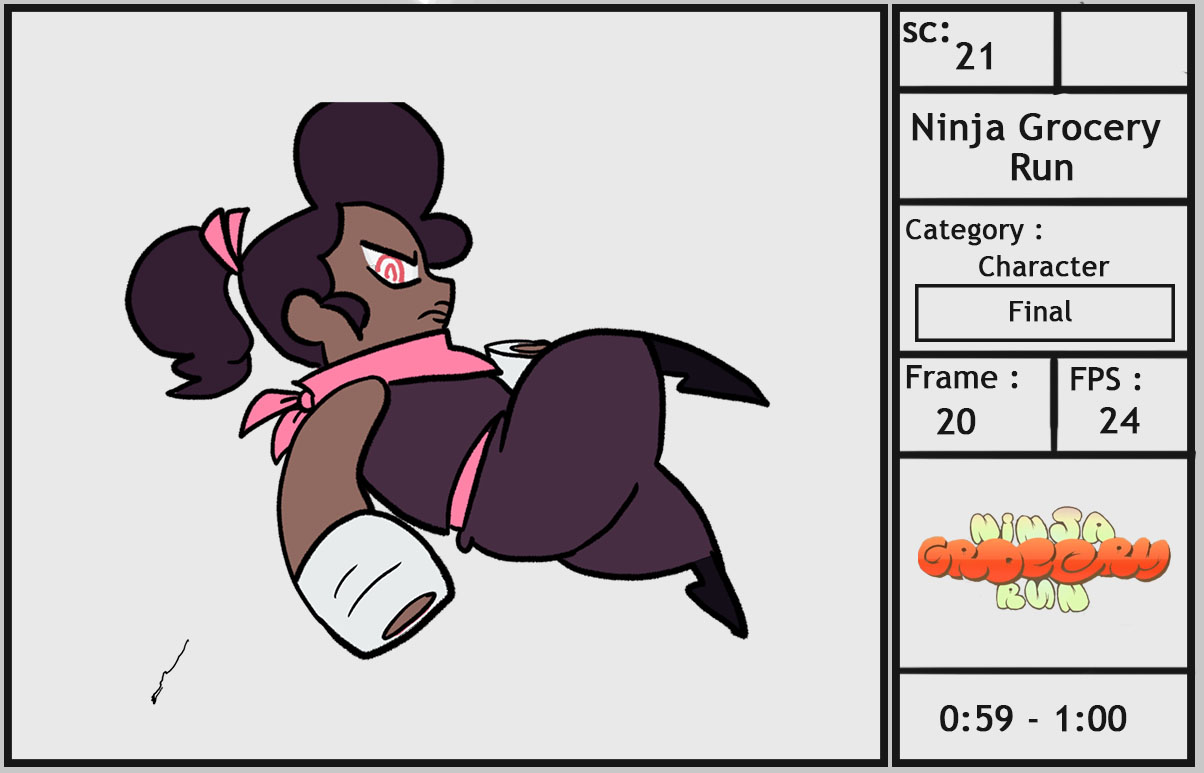 SC:
21
Ninja Grocery
Run
Category :
Character
Final
Frame :
20
FPS :
24
NiNJA
GROCERY
RUN
0:59 - 1:00